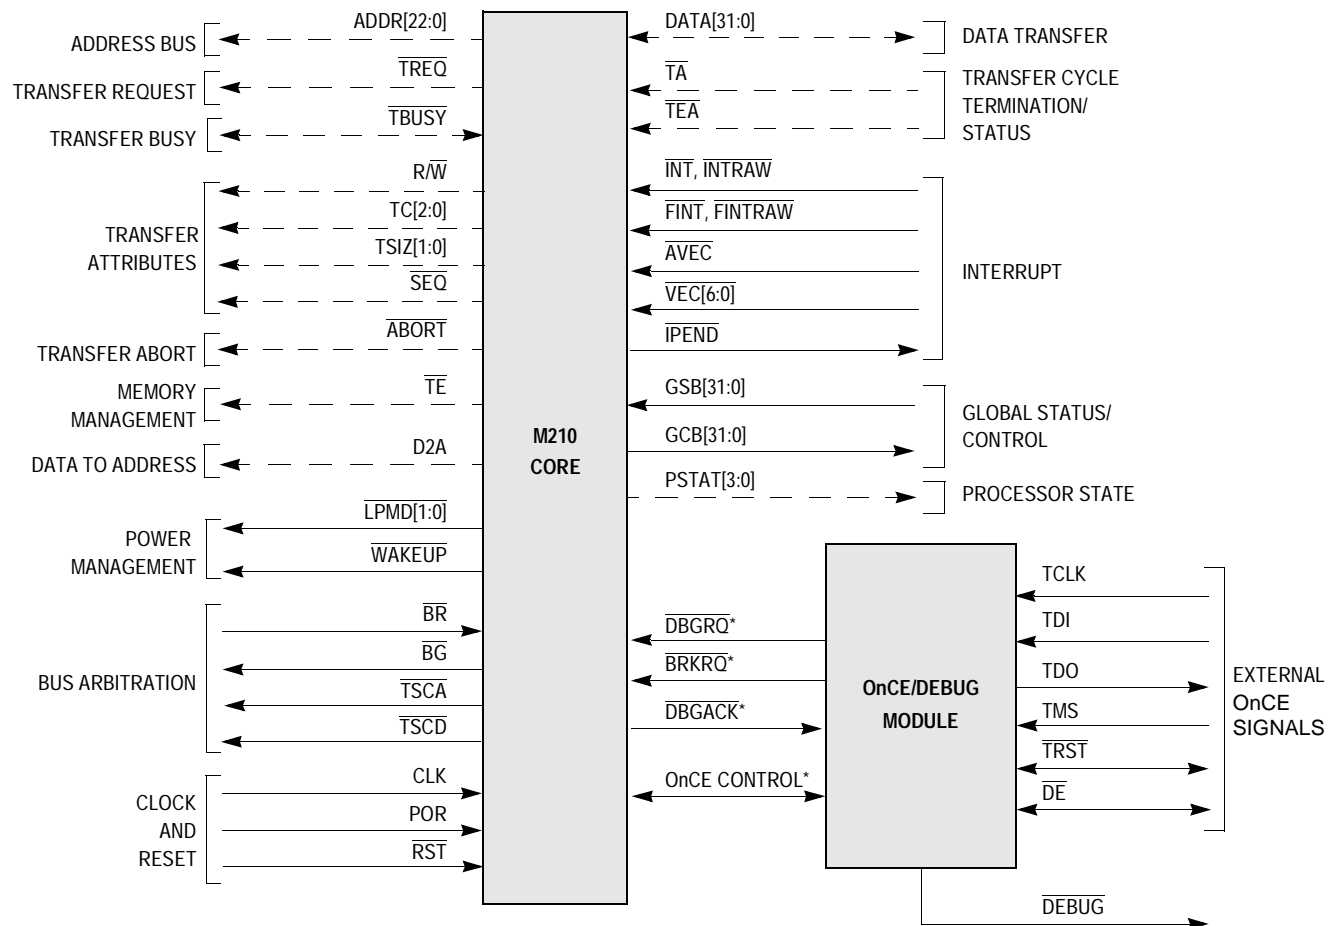 ADDR[22:0]
ADDRESS BUS
TREQ
TRANSFER REQUEST
TBUSY
TRANSFER BUSY
R/W
TC[2:0]
TSIZ[1:0]
SEQ
TRANSFER
ATTRIBUTES
ABORT
TRANSFER ABORT
TE
MEMORY
MANAGEMENT
D2A
DATA TO ADDRESS
LPMD[1:0]
WAKEUP
POWER
MANAGEMENT
BR
BG
TSCA
TSCD
BUS ARBITRATION
CLK
POR
RST
CLOCK
AND
RESET
M210
CORE
DATA[31:0]
DATA TRANSFER
TA
TEA
TRANSFER CYCLE
TERMINATION/
STATUS
INT, INTRAW
FINT, FINTRAW
AVEC
VEC[6:0]
IPEND
INTERRUPT
GSB[31:0]
GCB[31:0]
GLOBAL STATUS/
CONTROL
PSTAT[3:0]
PROCESSOR STATE
DBGRQ*
BRKRQ*
DBGACK*
OnCE CONTROL*
OnCE/DEBUG
MODULE
TCLK
TDI
TDO
TMS
TRST
DE
EXTERNAL
OnCE
SIGNALS
DEBUG